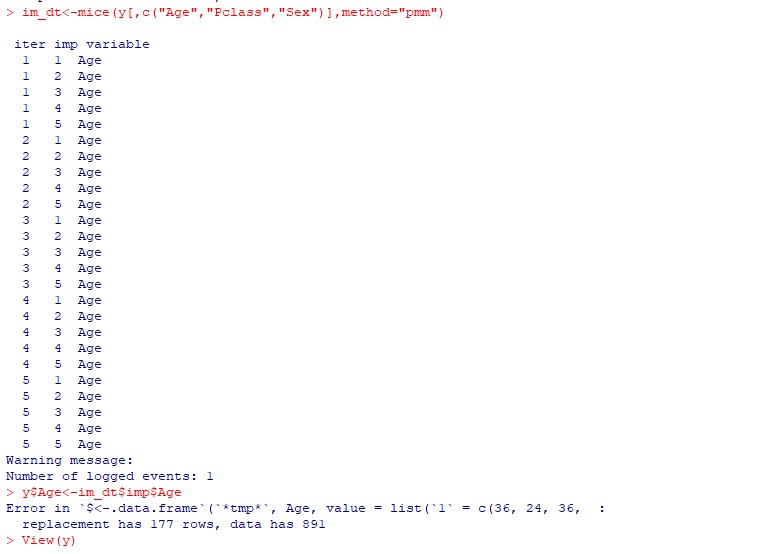 > im_dt<-mice(y[,c("Age","Pclass","Sex")],method="pmm")
iter imp variable
1 1 Age
1 2 Age
1 3 Age
1 4 Age
1 5 Age
2 1 Age
2 2 Age
2 3 Age
2 4 Age
2 5 Age
3 1 Age
3 2 Age
3 3 Age
3 4 Age
3 5 Age
4 1 Age
4 2 Age
4 3 Age
4 4 Age
4 5 Age
5 1 Age
5 2 Age
5 3 Age
5 4 Age
5 5 Age
Warning message:
Number of logged events: 1
> y$Age<-im_dt$imp$Age
Error in `$<-.data.frame`(`*tmp*`, Age, value = list(`1` = c(36, 24, 36, :
replacement has 177 rows, data has 891
> View(y)